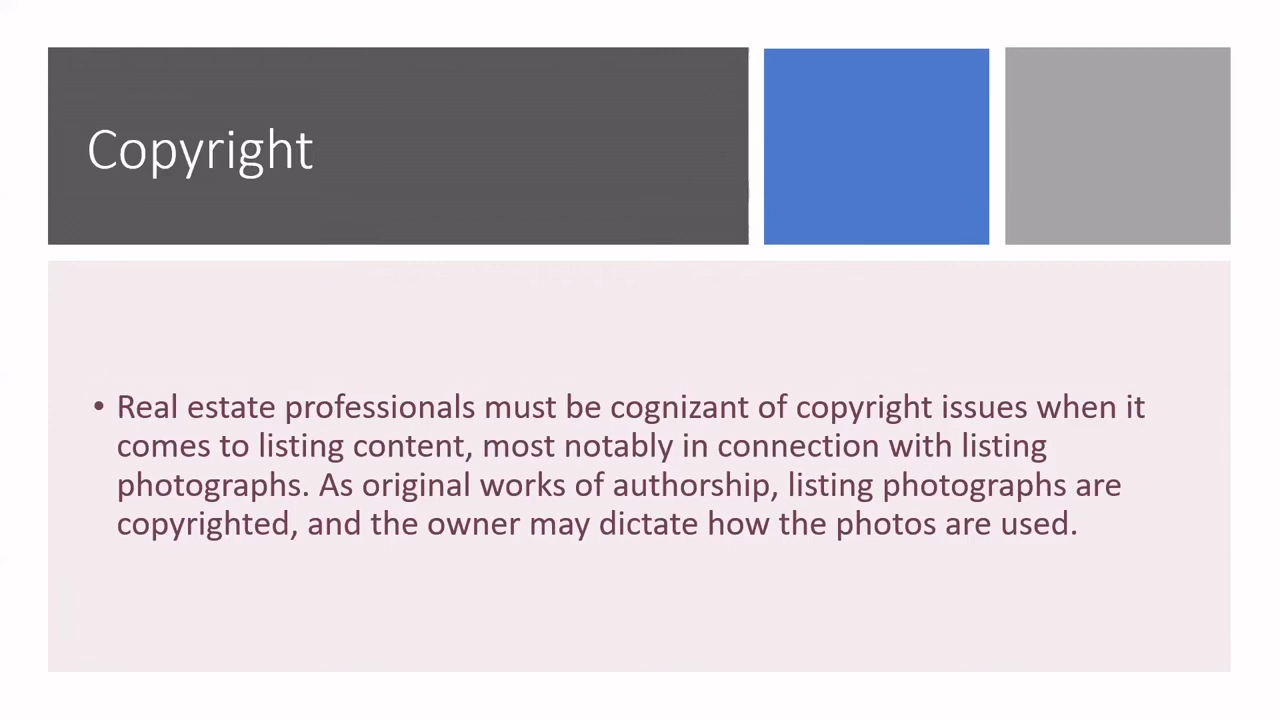 Copyright
• Real estate professionals must be cognizant of copyright issues when it
comes to listing content, most notably in connection with listing
photographs. As original works of authorship, listing photographs are
copyrighted, and the owner may dictate how the photos are used.